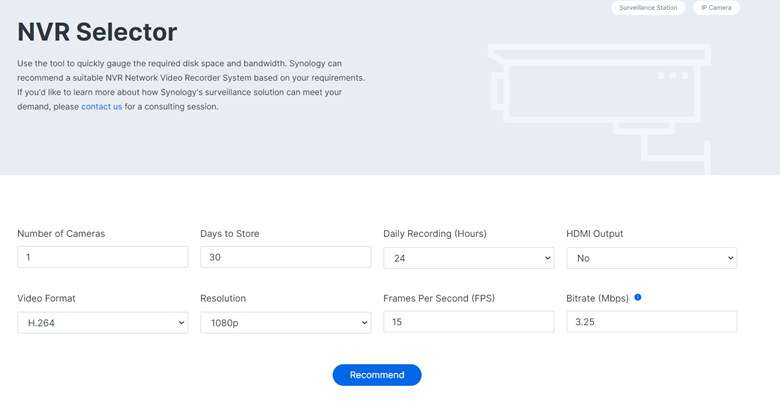 Surveillance Station
IP Camera
NVR Selector
Use the tool to quickly gauge the required disk space and bandwidth. Synology can
recommend a suitable NVR Network Video Recorder System based on your requirements.
If you'd like to learn more about how Synology's surveillance solution can meet your
demand, please contact us for a consulting session.
Number of Cameras
Days to Store
Daily Recording (Hours)
HDMI Output
1
30
24
No
Video Format
Resolution
Frames Per Second (FPS)
Bitrate (Mbps)
H.264
1080p
15
3.25
Recommend